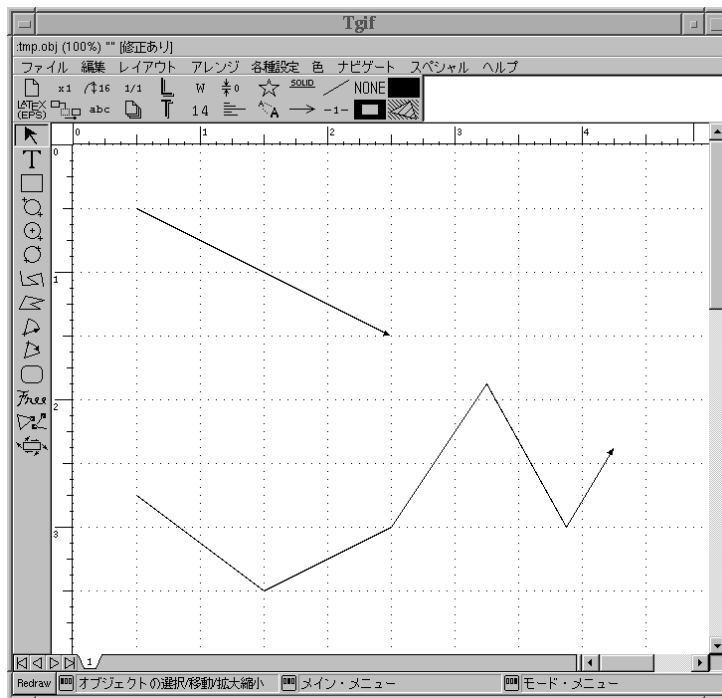 Tgif
:tmp.obj (100%) "" [修正あり]
ファイル 編集 レイアウト アレンジ 各種設定 色 ナビゲート スペシャル ヘルプ
x1 16 1/1 L W 0 SOLID NONE
LATEX (EPS) abc T 14 A -1-
0 1 2 3 4
T
0
1
2
3
Free
1
Redraw オブジェクトの選択/移動/拡大縮小 メイン・メニュー モード・メニュー